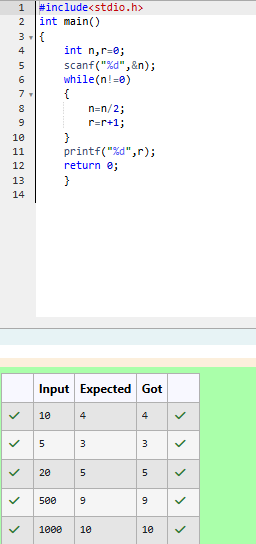 1 #include<stdio.h>
2 int main()
3 {
4 int n,r=0;
5 scanf("%d",&n);
6 while(n!=0)
7 {
8 n=n/2;
9 r=r+1;
10 }
11 printf("%d",r);
12 return 0;
13 }
14
Input Expected Got
10 4 4
5 3 3
20 5 5
500 9 9
1000 10 10